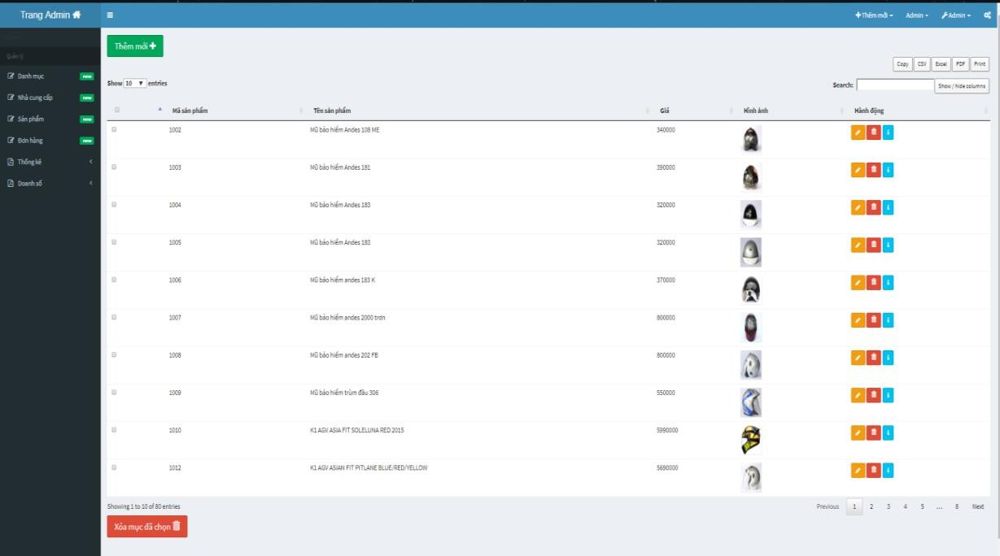 Trang Admin
Thêm mới
Admin
Admin
Quản lý
Danh mục new
Nhà cung cấp new
Sản phẩm new
Đơn hàng new
Thống kê
Doanh số
Thêm mới
Copy CSV Excel PDF Print
Show 10 entries
Search:
Show / hide columns
Mã sản phẩm Tên sản phẩm Giá Hình ảnh Hành động
1002 Mũ bảo hiểm Andes 108 ME 340000
1003 Mũ bảo hiểm Andes 181 390000
1004 Mũ bảo hiểm Andes 183 320000
1005 Mũ bảo hiểm Andes 183 320000
1006 Mũ bảo hiểm andes 183 K 370000
1007 Mũ bảo hiểm andes 2000 trơn 800000
1008 Mũ bảo hiểm andes 202 FB 800000
1009 Mũ bảo hiểm trùm đầu 306 550000
1010 K1 AGV ASIA FIT SOLELUNA RED 2015 5990000
1012 K1 AGV ASIAN FIT PITLANE BLUE/RED/YELLOW 5690000
Showing 1 to 10 of 80 entries
Previous 1 2 3 4 5 ... 8 Next
Xóa mục đã chọn